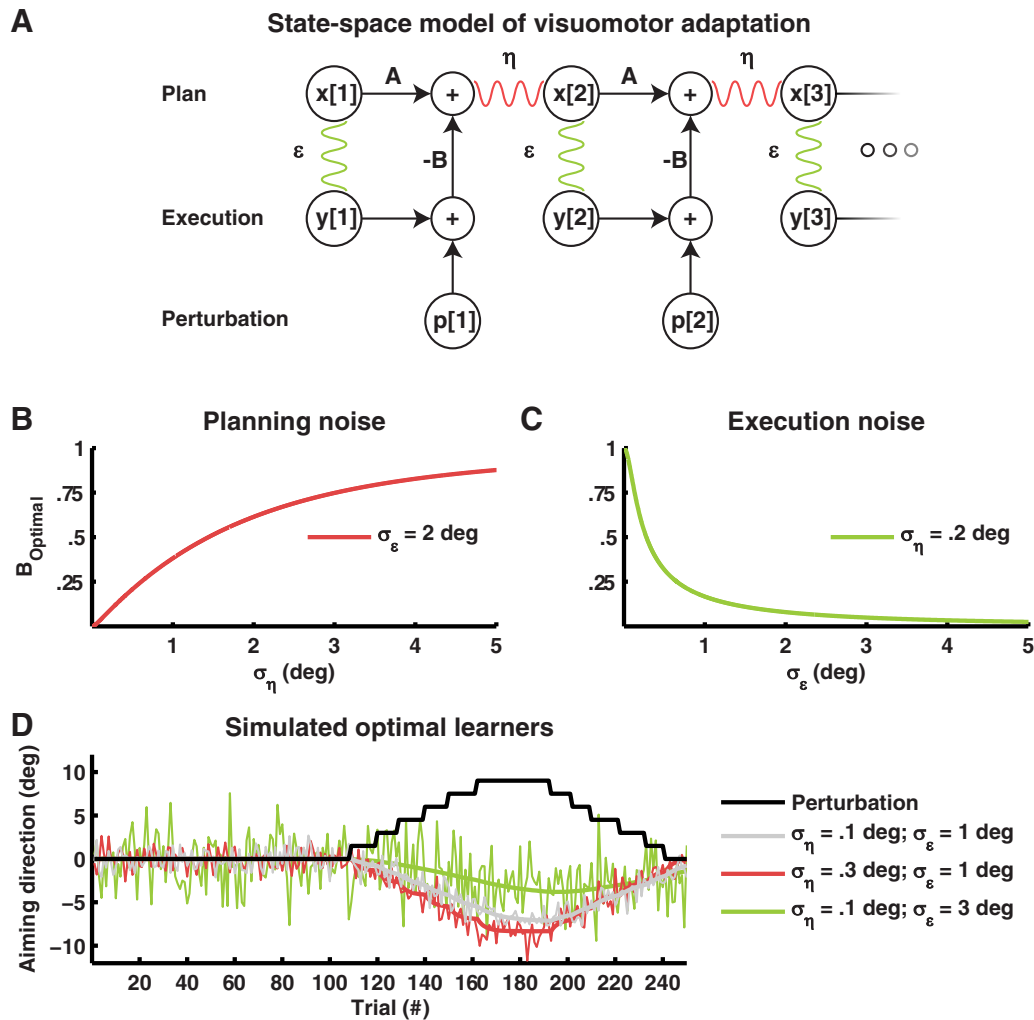 A
State-space model of visuomotor adaptation
η
η
A
A
Plan
x[1]
+
x[2]
+
x[3]
ε
-B
ε
-B
ε
Execution
y[1]
+
y[2]
+
y[3]
Perturbation
p[1]
p[2]
B
Planning noise
1
.75
.5
.25
B_Optimal
σ_ε = 2 deg
1 2 3 4 5
σ_η (deg)
C
Execution noise
1
.75
.5
.25
σ_η = .2 deg
1 2 3 4 5
σ_ε (deg)
D
Simulated optimal learners
Aiming direction (deg)
10
5
0
−5
−10
20 40 60 80 100 120 140 160 180 200 220 240
Trial (#)
Perturbation
σ_η = .1 deg; σ_ε = 1 deg
σ_η = .3 deg; σ_ε = 1 deg
σ_η = .1 deg; σ_ε = 3 deg